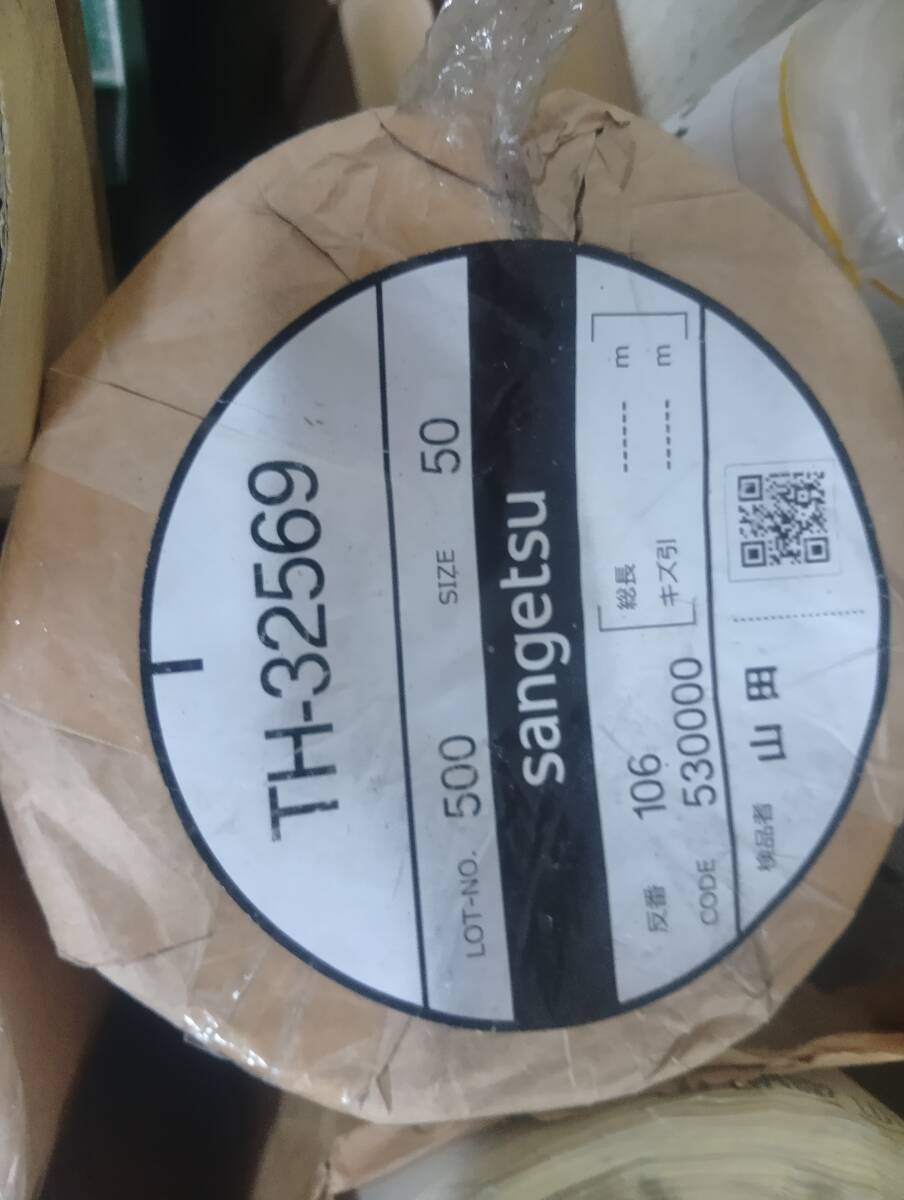 TH-32569
LOT-NO. 500 SIZE 50
sangetsu
反番 106 総長 ------ m
CODE 530000 キズ引 ------ m
検品者 山田